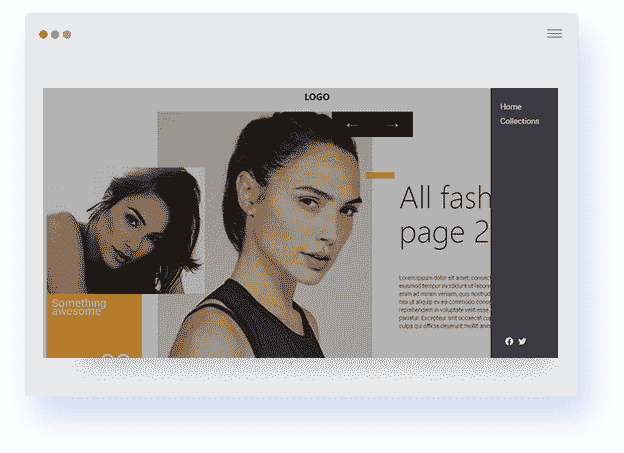 LOGO
Home
Collections
All fash
page 2
Something
awesome
Lorem ipsum dolor sit amet, consect
eiusmod tempor incididunt ut labore
enim ad minim veniam, quis nostrud
nisi ut aliquip ex ea commodo conse
reprehenderit in voluptate velit esse
pariatur. Excepteur sint occaecat cu
culpa qui officia deserunt mollit anim